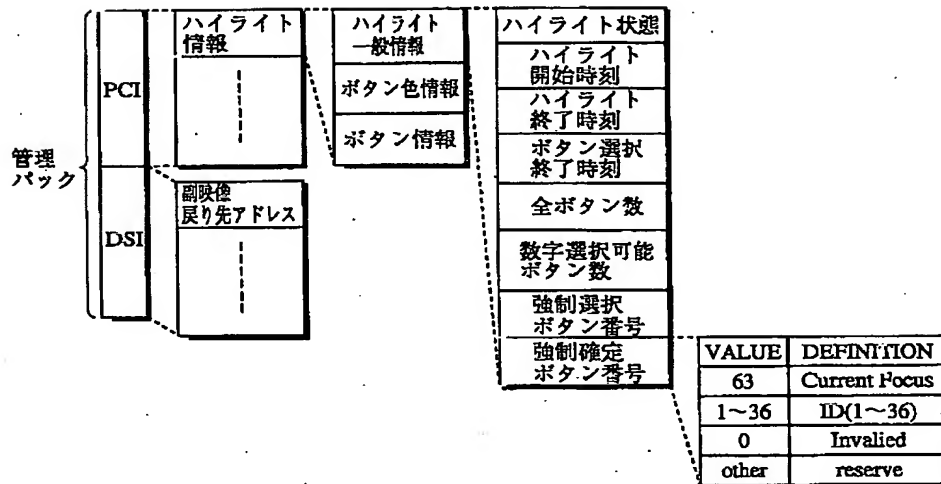 管理
パック
PCI
DSI
ハイライト
情報
副映像
戻り先アドレス
ハイライト
一般情報
ボタン色情報
ボタン情報
ハイライト状態
ハイライト
開始時刻
ハイライト
終了時刻
ボタン選択
終了時刻
全ボタン数
数字選択可能
ボタン数
強制選択
ボタン番号
強制確定
ボタン番号
VALUE DEFINITION
63 Current Focus
1～36 ID(1～36)
0 Invalied
other reserve